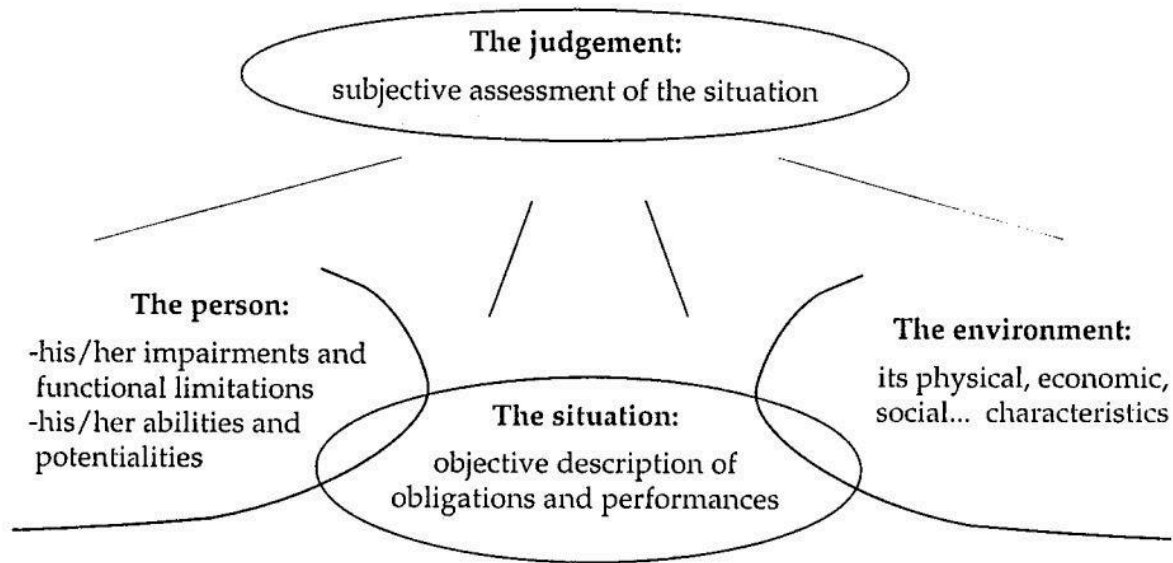 The judgement:
subjective assessment of the situation
The person:
-his/her impairments and
functional limitations
-his/her abilities and
potentialities
The situation:
objective description of
obligations and performances
The environment:
its physical, economic,
social... characteristics